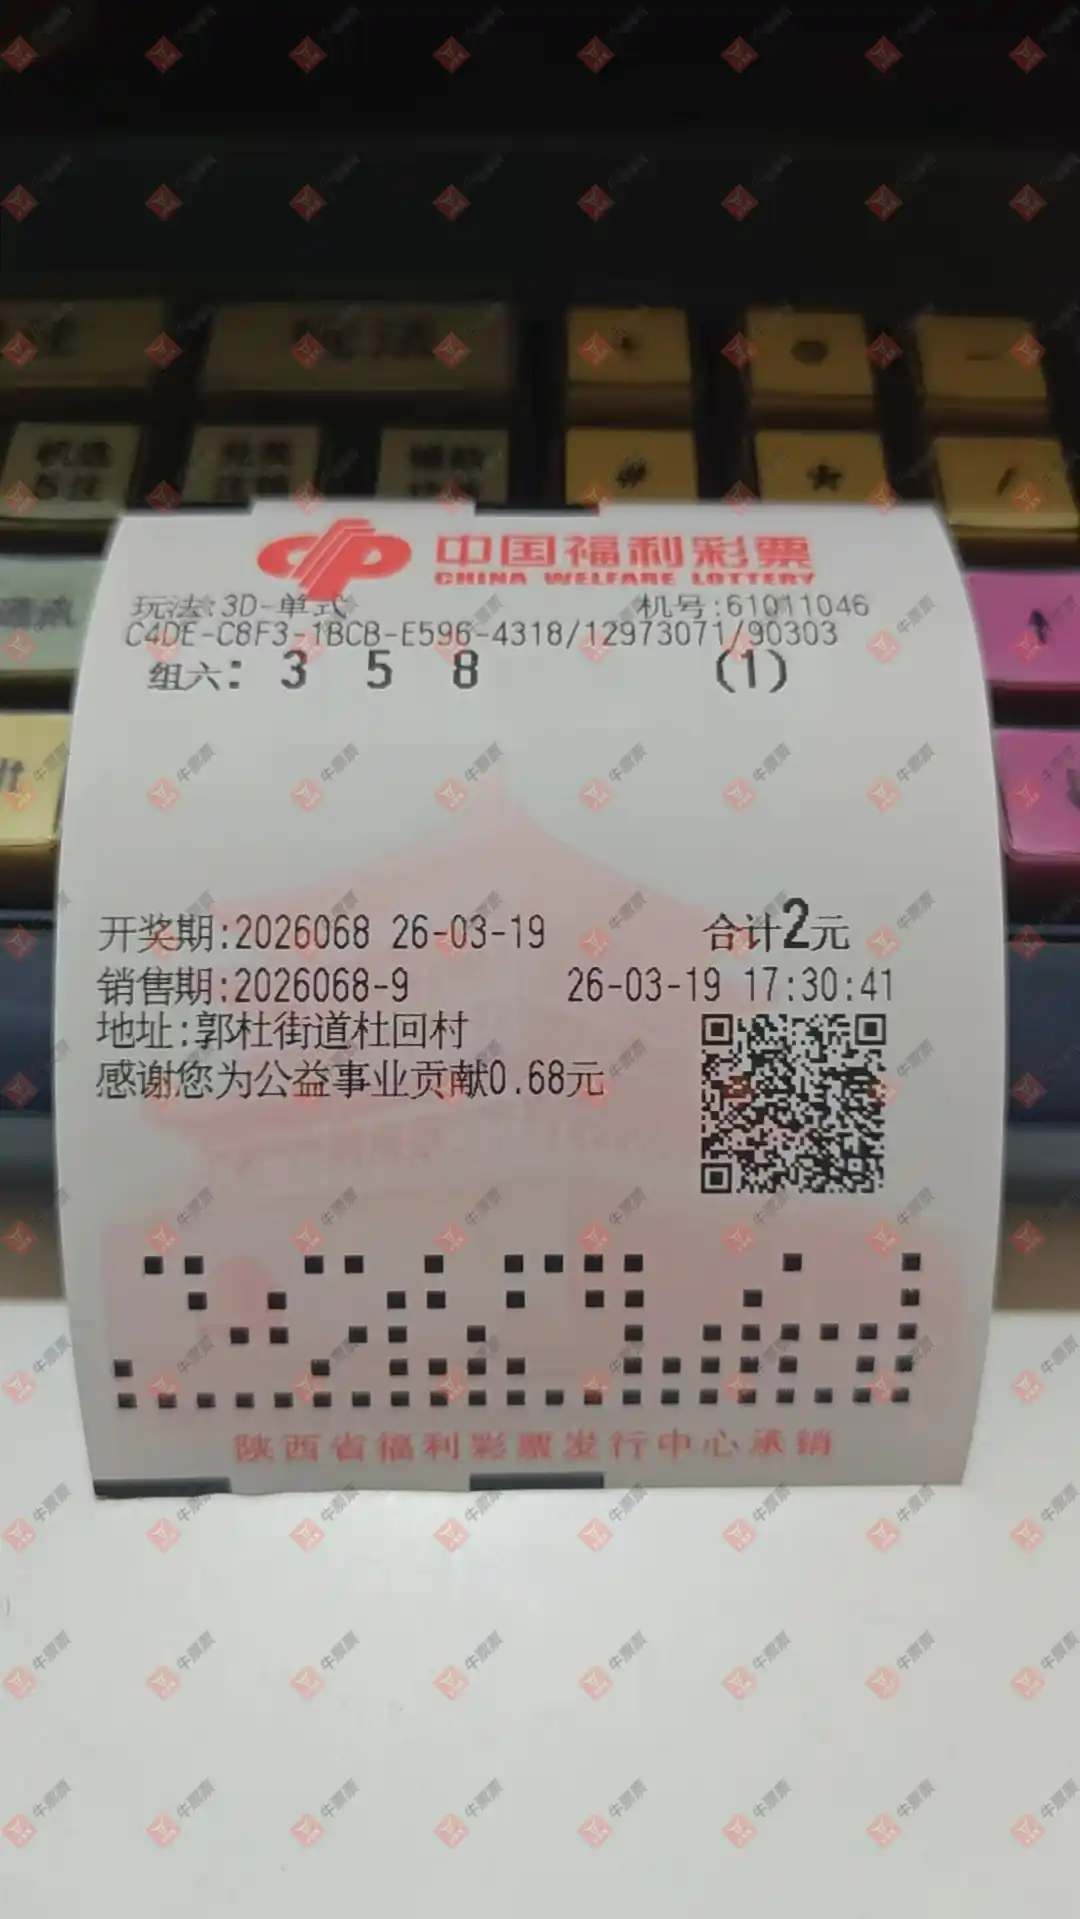 中国福利彩票
CHINA WELFARE LOTTERY
玩法:3D-单式 机号:61011046
C4DE-C8F3-1BCB-E596-4318/12973071/90303
组六: 3 5 8 (1)
开奖期:2026068 26-03-19 合计2元
销售期:2026068-9 26-03-19 17:30:41
地址:郭杜街道杜回村
感谢您为公益事业贡献0.68元
陕西省福利彩票发行中心承销
牛票票